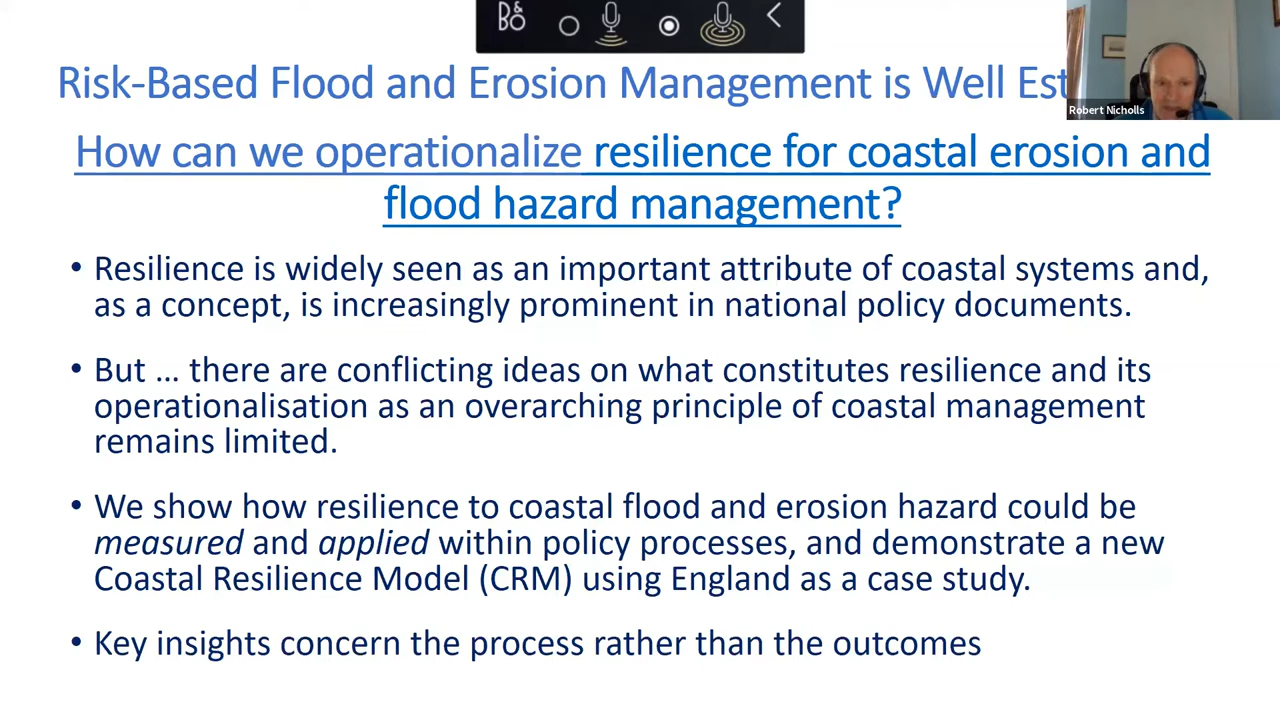 B&
BO
Risk-Based Flood and Erosion Management is Well Est
Robert Nicholls
How can we operationalize resilience for coastal erosion and
flood hazard management?
• Resilience is widely seen as an important attribute of coastal systems and,
as a concept, is increasingly prominent in national policy documents.
• But ... there are conflicting ideas on what constitutes resilience and its
operationalisation as an overarching principle of coastal management
remains limited.
• We show how resilience to coastal flood and erosion hazard could be
measured and applied within policy processes, and demonstrate a new
Coastal Resilience Model (CRM) using England as a case study.
• Key insights concern the process rather than the outcomes